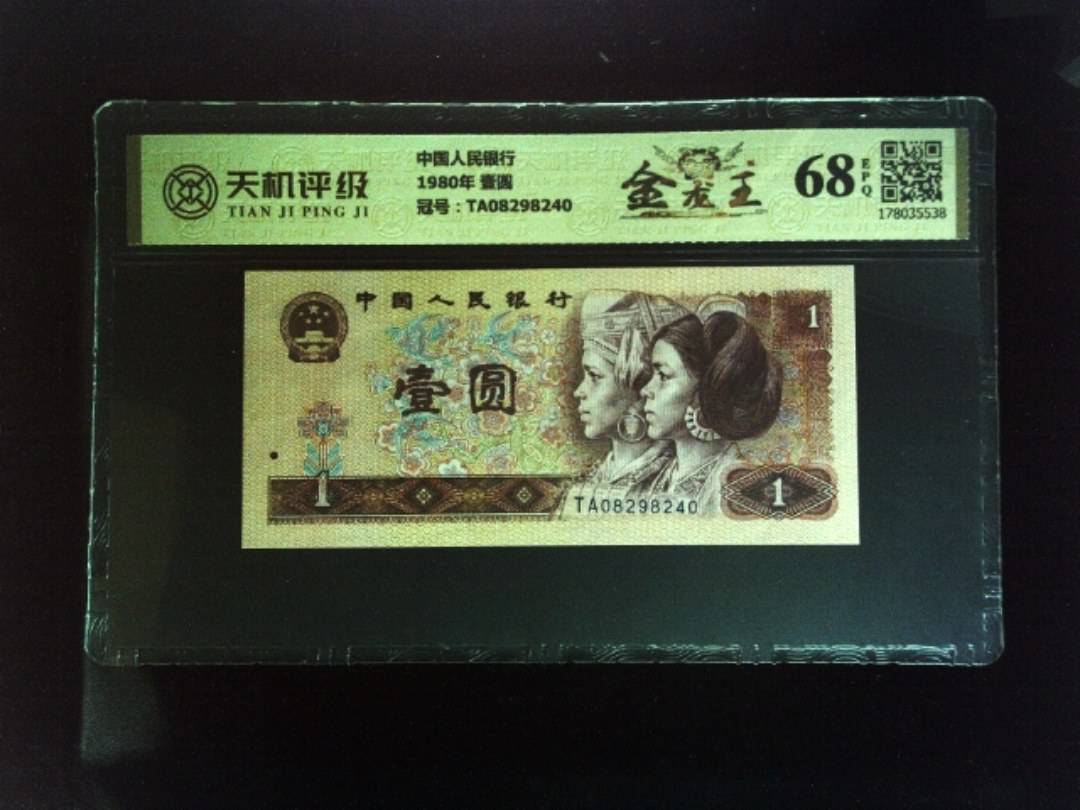 天机评级
TIAN JI PING JI
中国人民银行
1980年 壹圆
冠号：TA08298240
金龙王
68
EPQ
178035538
中国人民银行
1
壹圆
1
TA08298240
1